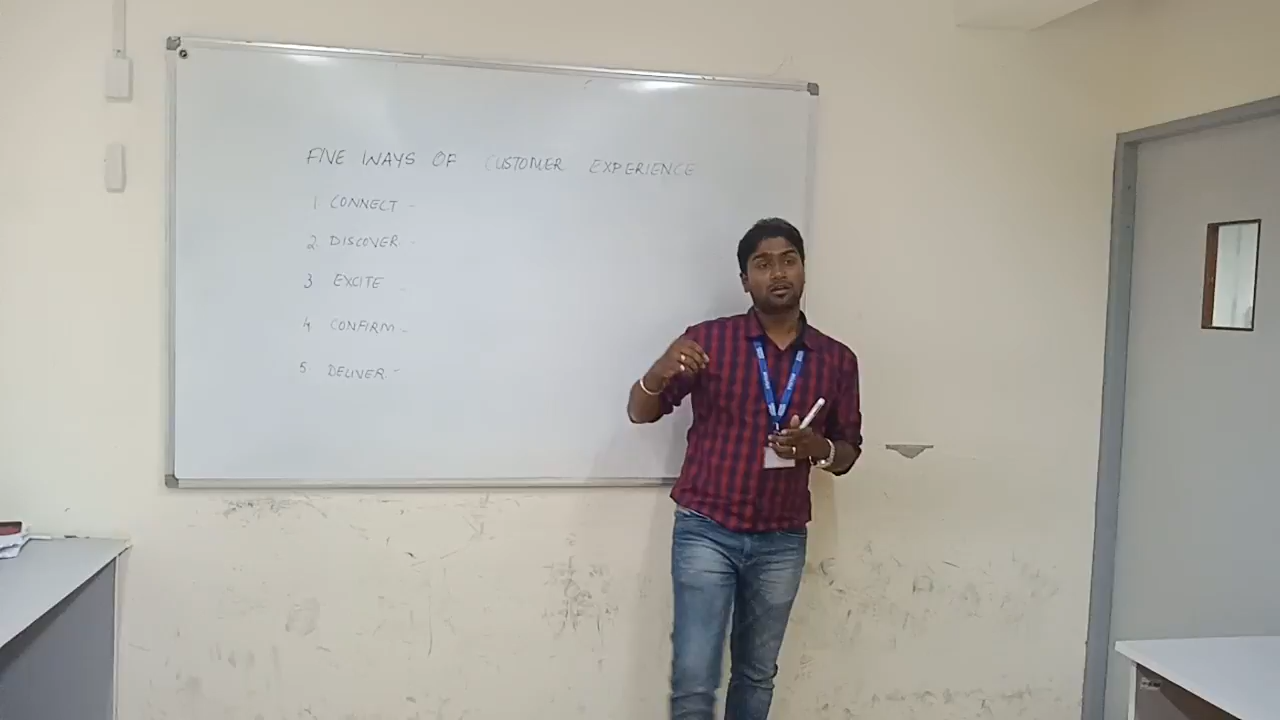 FIVE WAYS OF CUSTOMER EXPERIENCE
1 CONNECT -
2. DISCOVER -
3 EXCITE -
4 CONFIRM -
5 DELIVER -